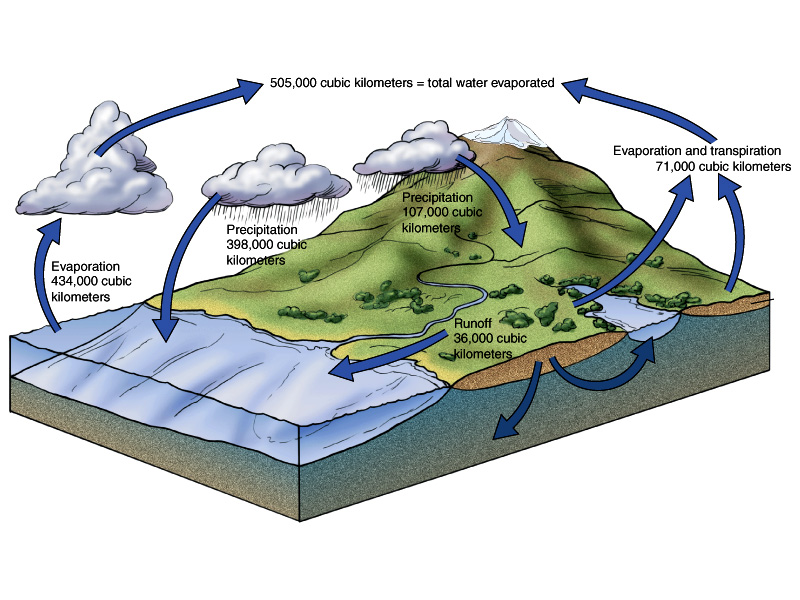 505,000 cubic kilometers = total water evaporated
Evaporation and transpiration
71,000 cubic kilometers
Precipitation
107,000 cubic
kilometers
Precipitation
398,000 cubic
kilometers
Evaporation
434,000 cubic
kilometers
Runoff
36,000 cubic
kilometers